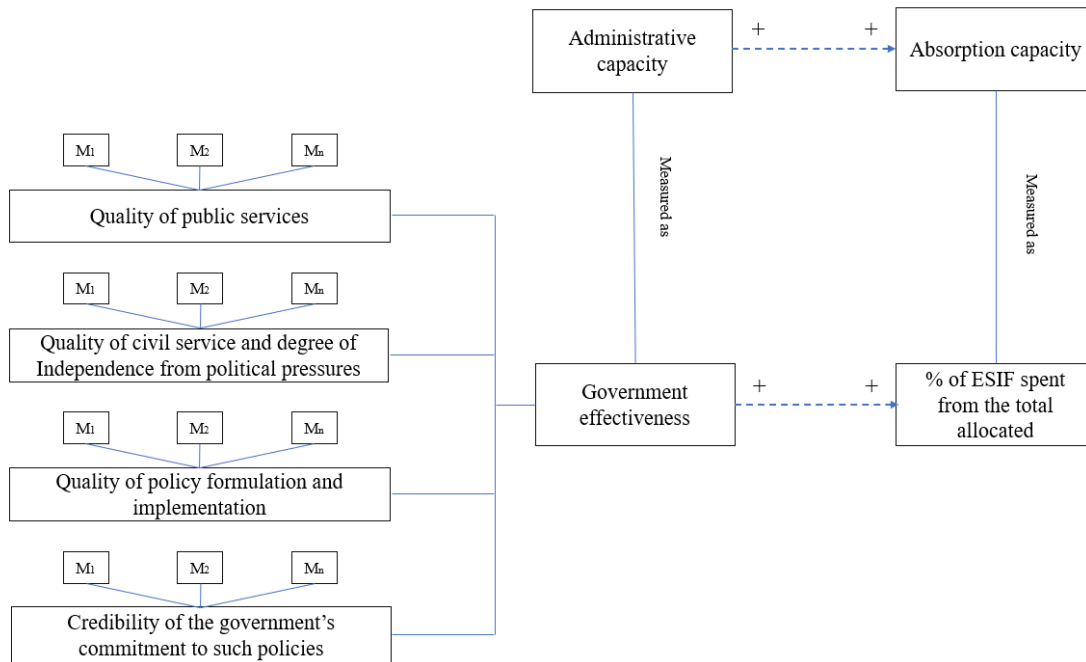 Administrative
capacity
+
+
Absorption capacity
Measured as
Measured as
M1
M2
Mn
Quality of public services
M1
M2
Mn
Quality of civil service and degree of
Independence from political pressures
M1
M2
Mn
Quality of policy formulation and
implementation
M1
M2
Mn
Credibility of the government’s
commitment to such policies
Government
effectiveness
+
+
% of ESIF spent
from the total
allocated